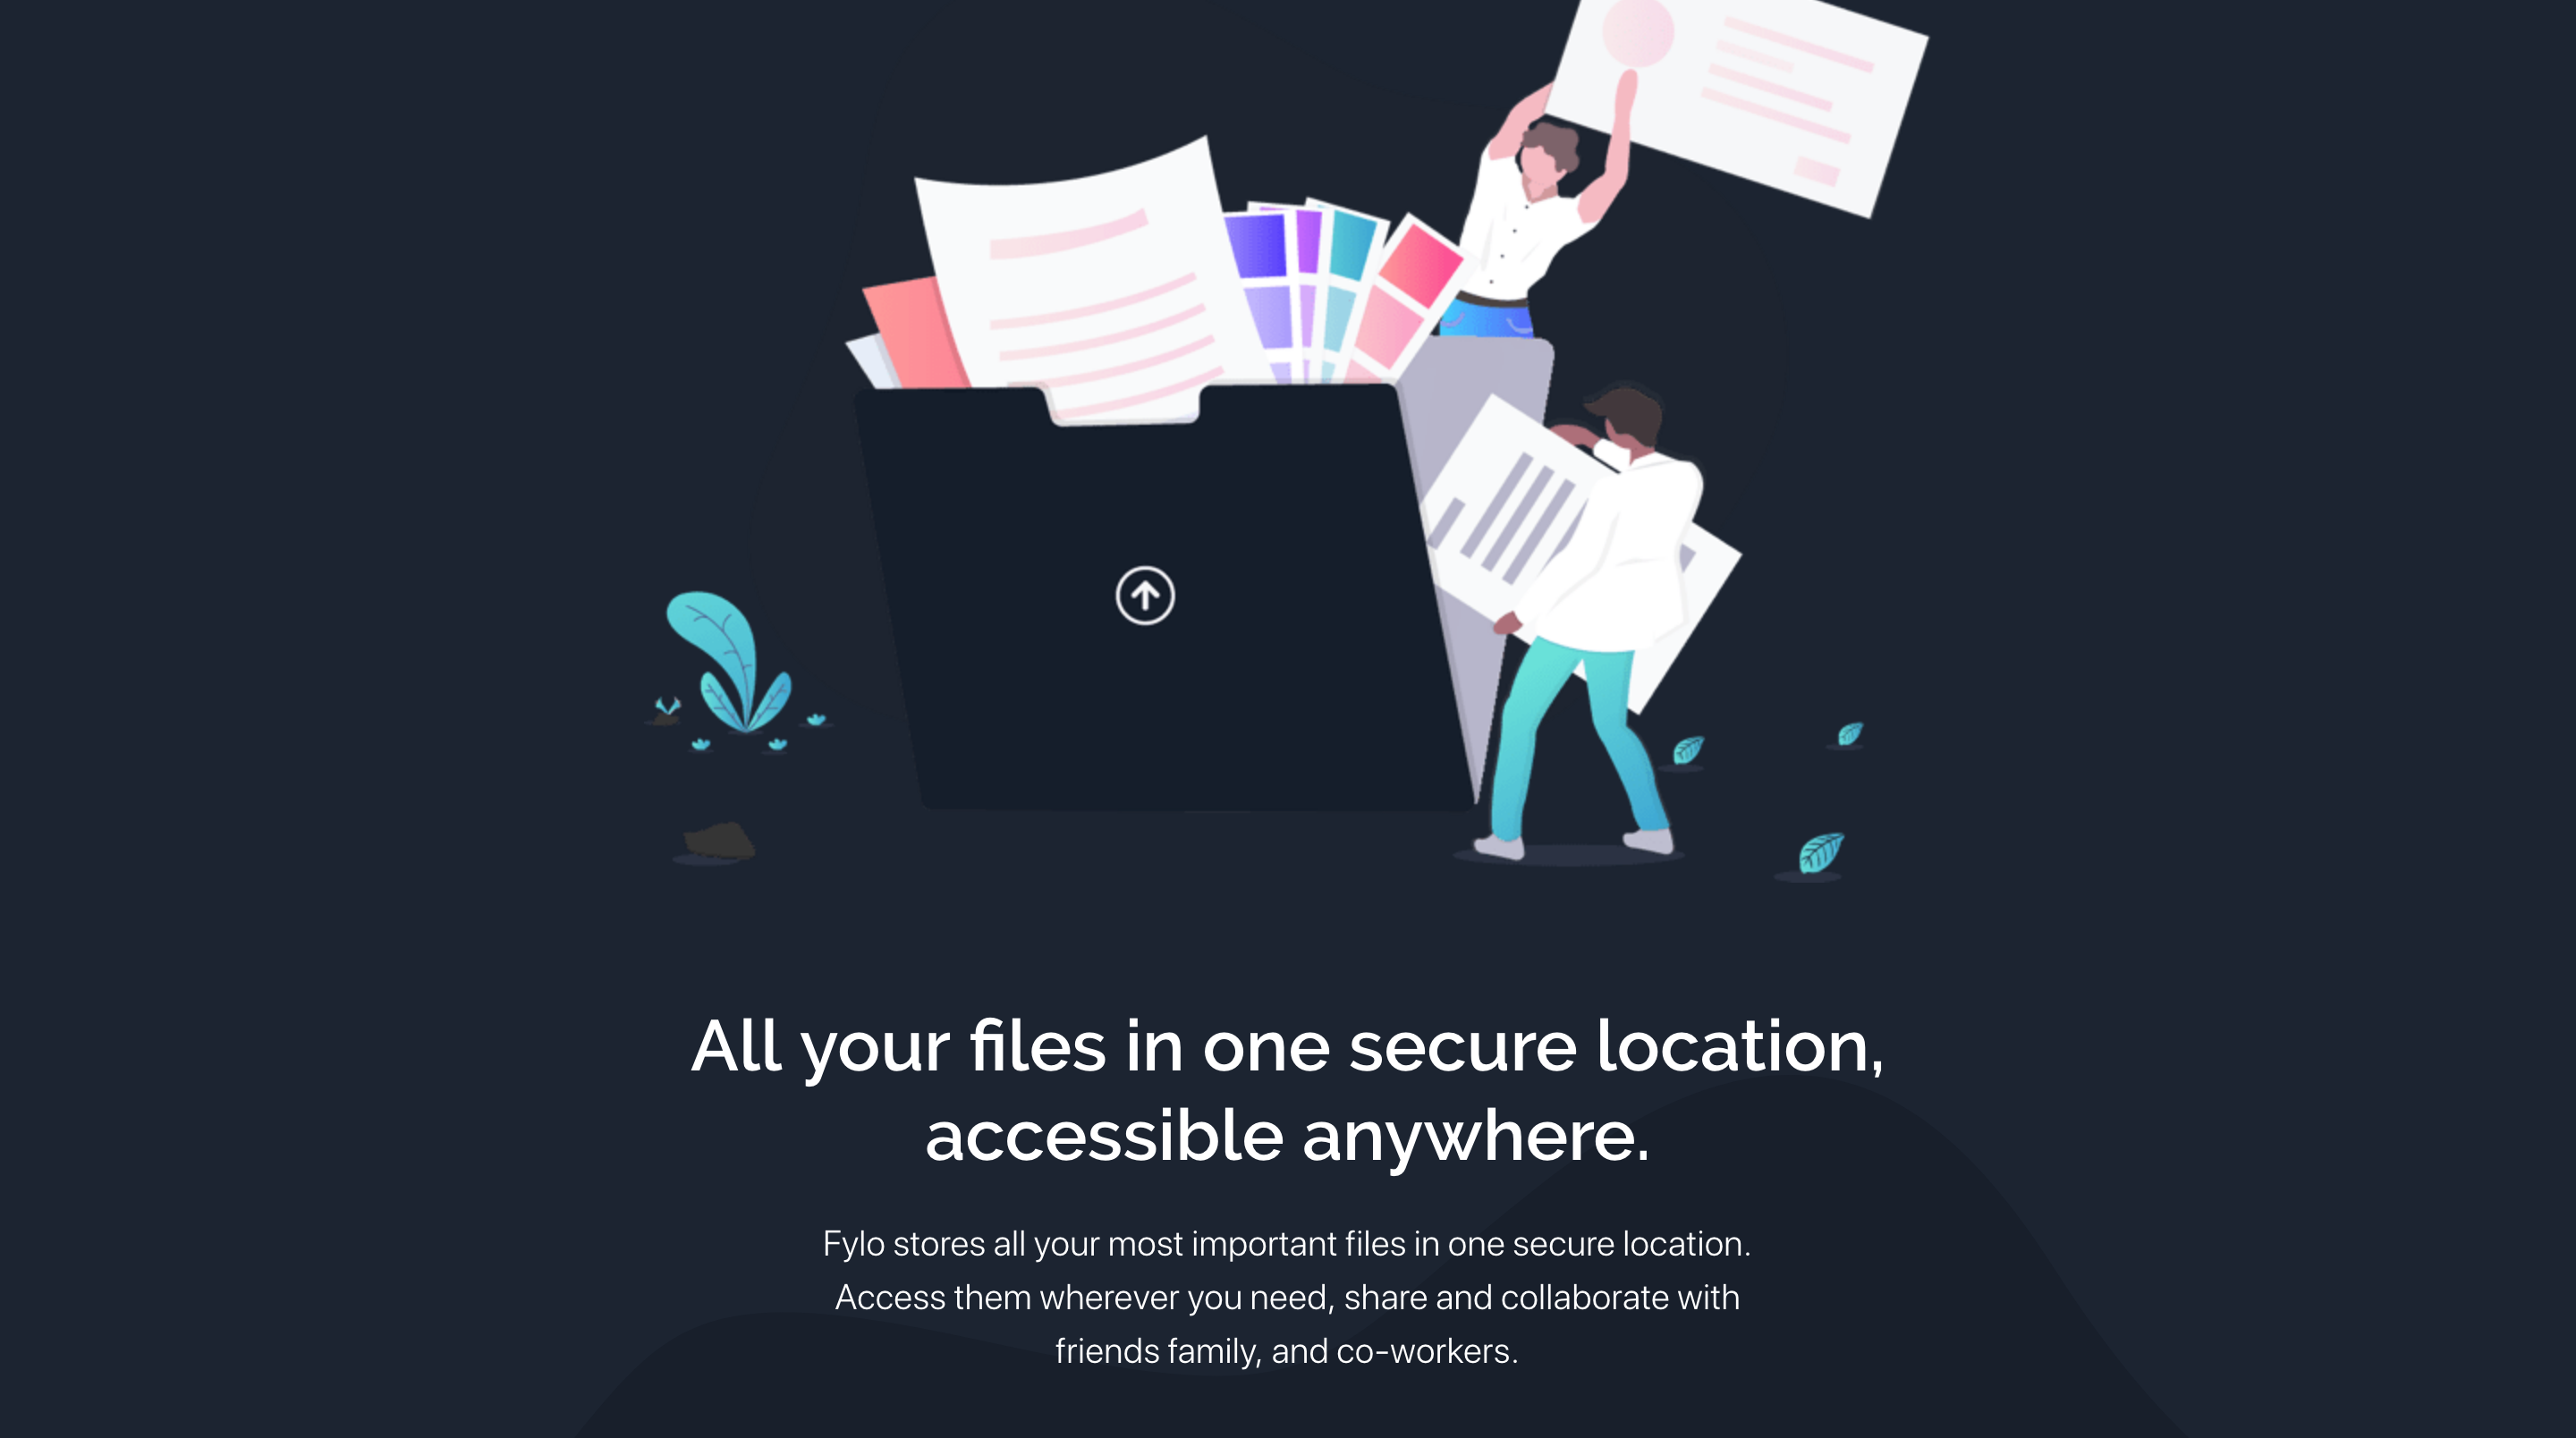 All your files in one secure location,
accessible anywhere.
Fylo stores all your most important files in one secure location.
Access them wherever you need, share and collaborate with
friends family, and co-workers.